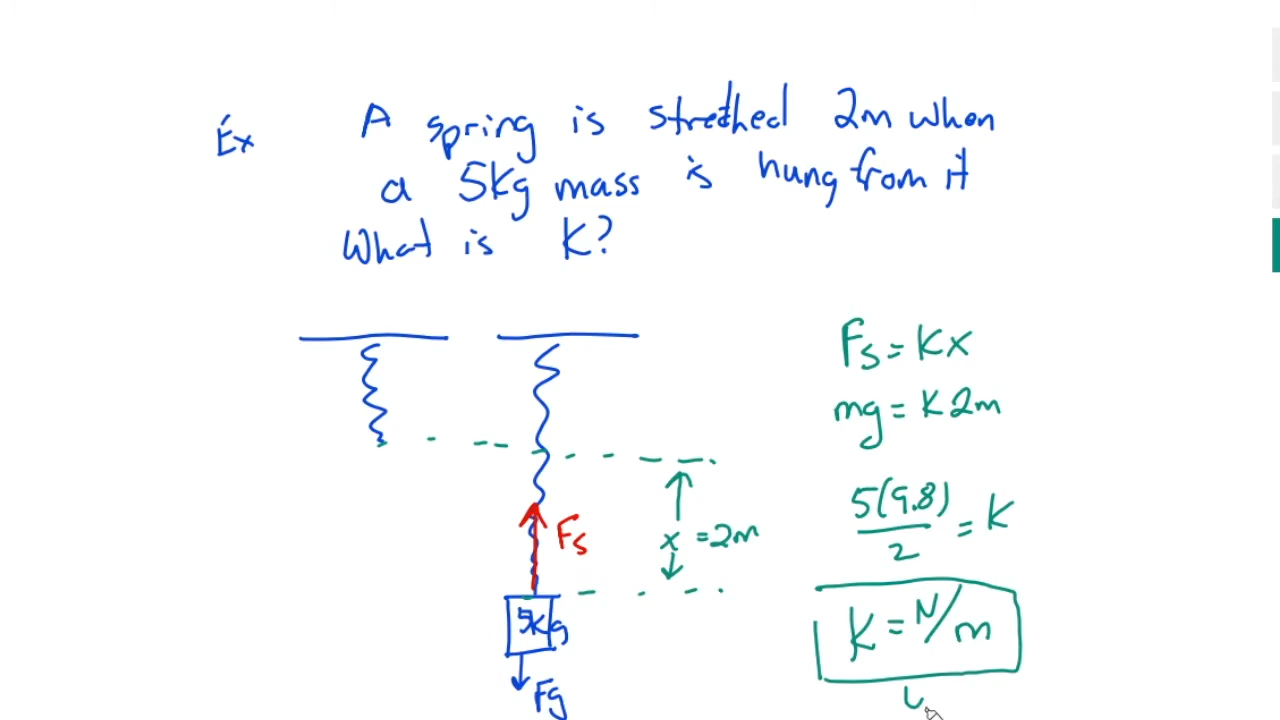 Ex A spring is stretched 2m when
a 5kg mass is hung from it
What is K?
Fs = Kx
mg = K 2m
5(9.8)
2
= K
Fs
x = 2m
5kg
K = N/m
Fg